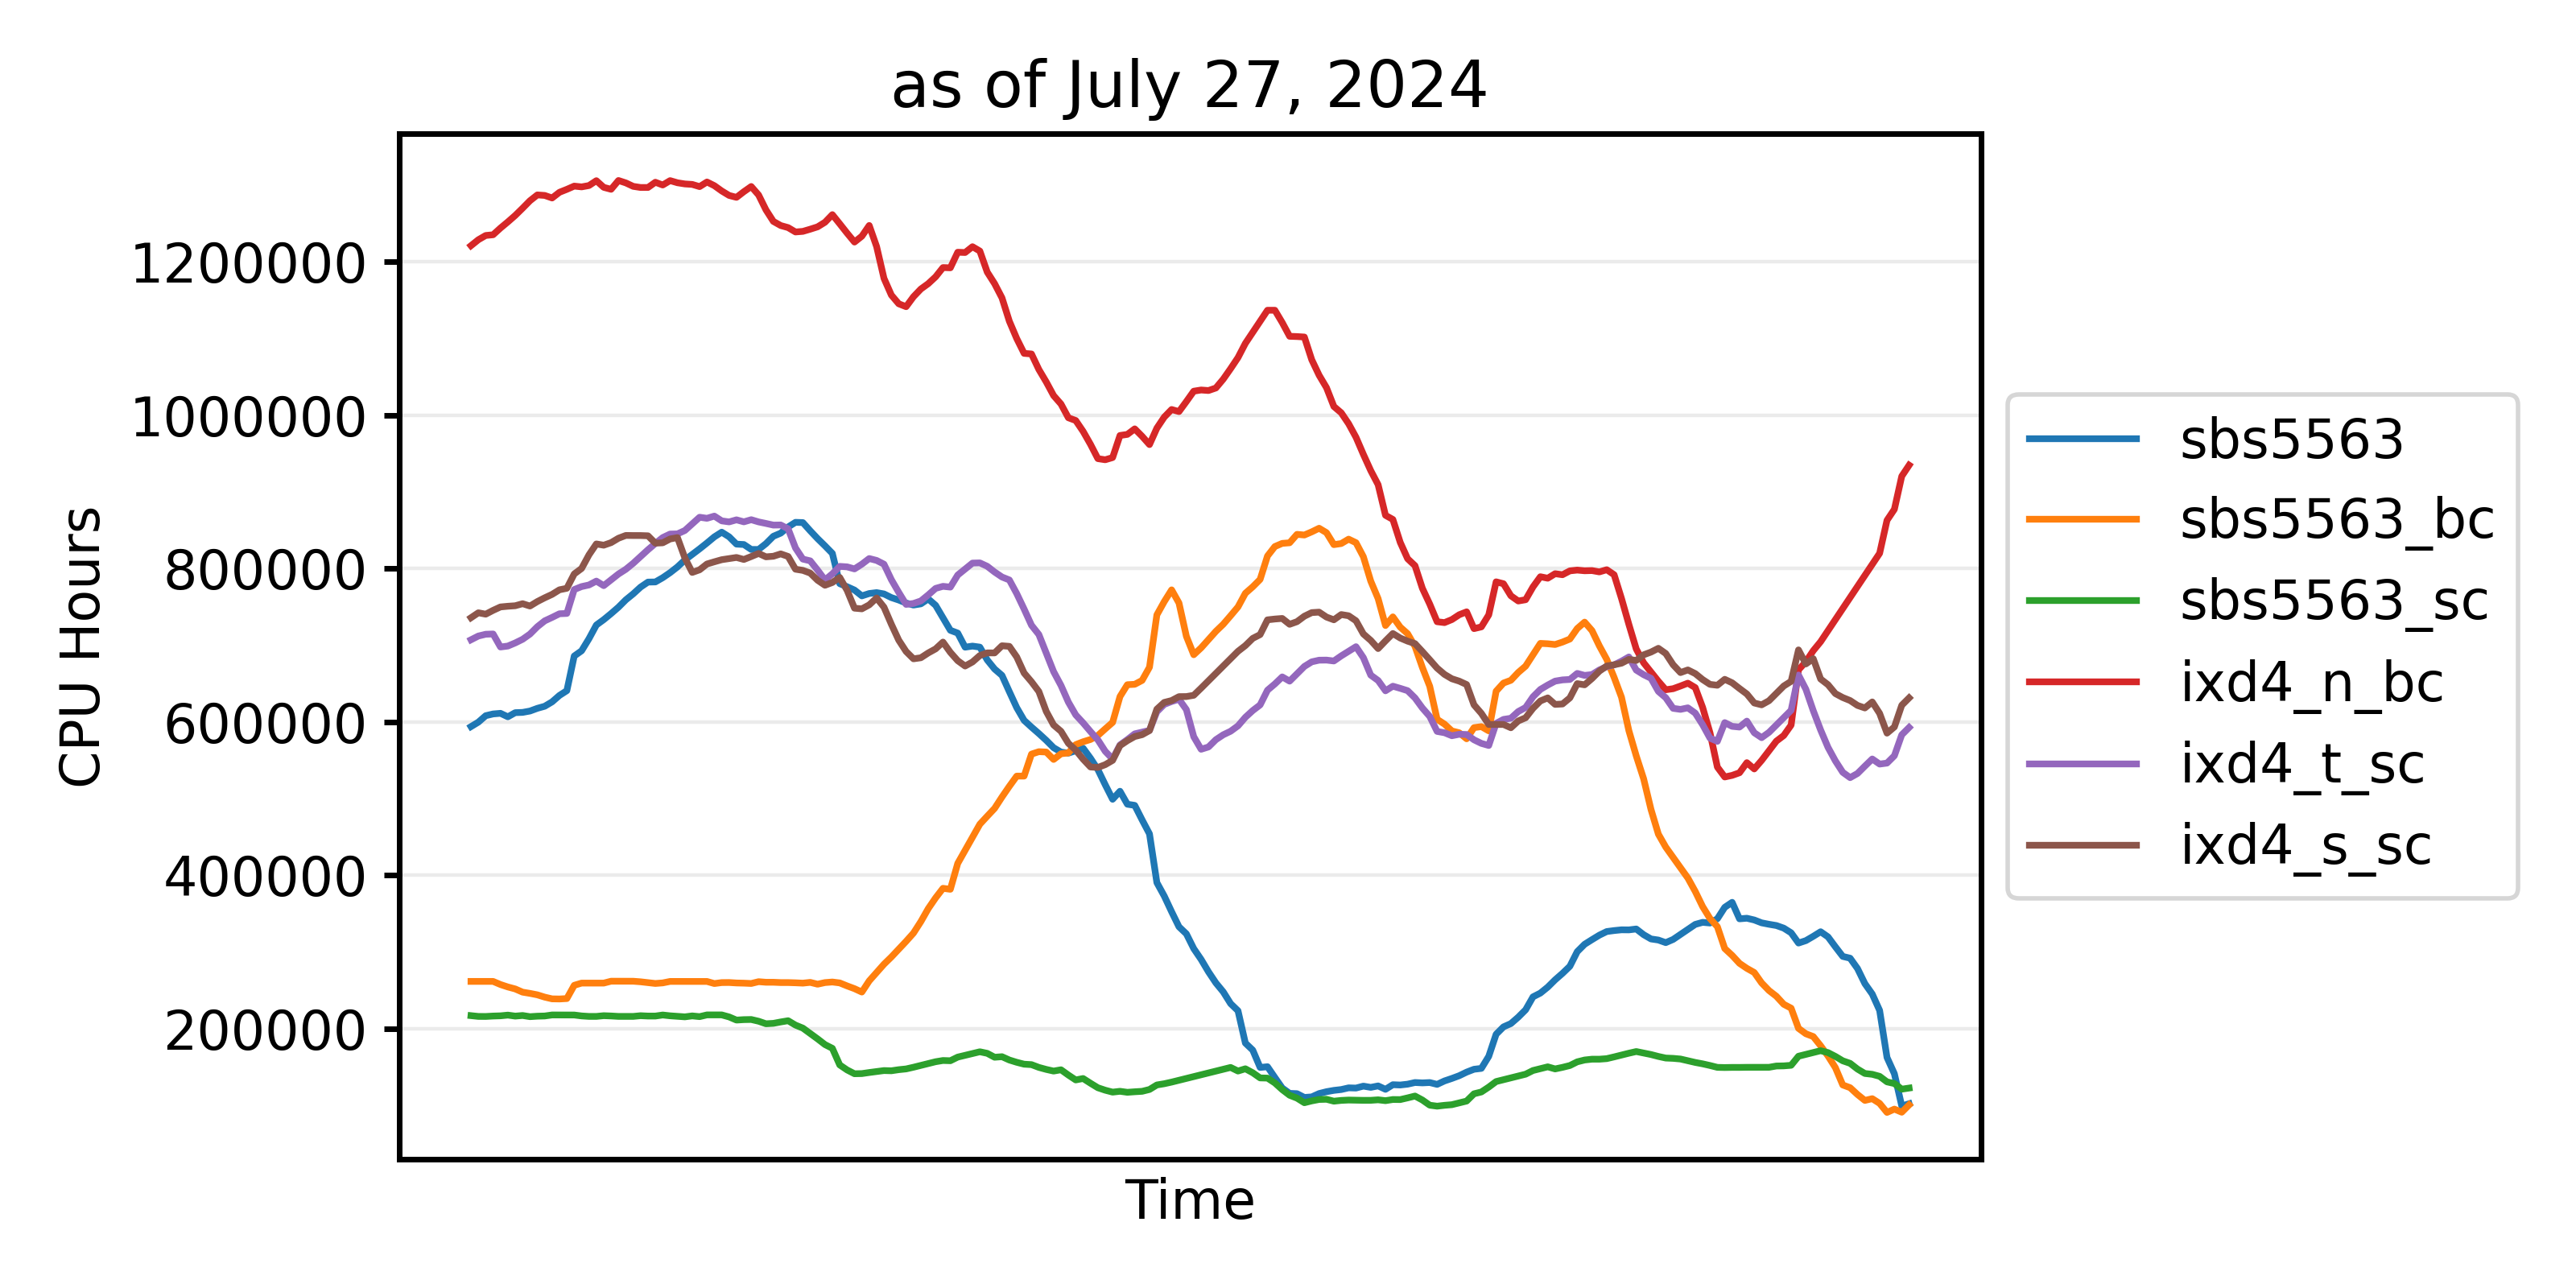 as of July 27, 2024
1200000
1000000
800000
600000
400000
200000
CPU Hours
Time
sbs5563
sbs5563_bc
sbs5563_sc
ixd4_n_bc
ixd4_t_sc
ixd4_s_sc